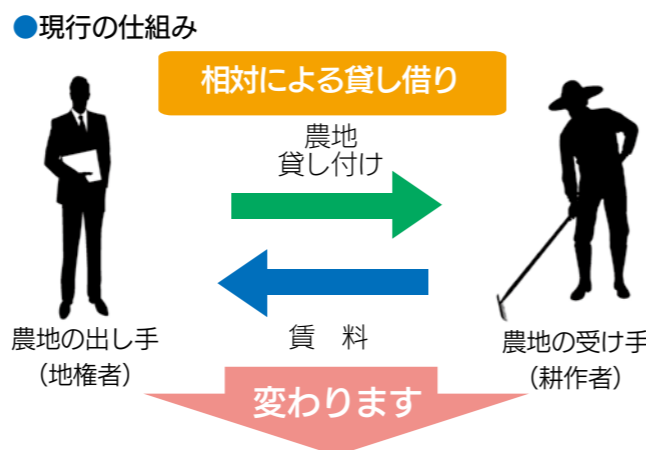 ●現行の仕組み
相対による貸し借り
農地
貸し付け
賃　料
農地の出し手
（地権者）
農地の受け手
（耕作者）
変わります